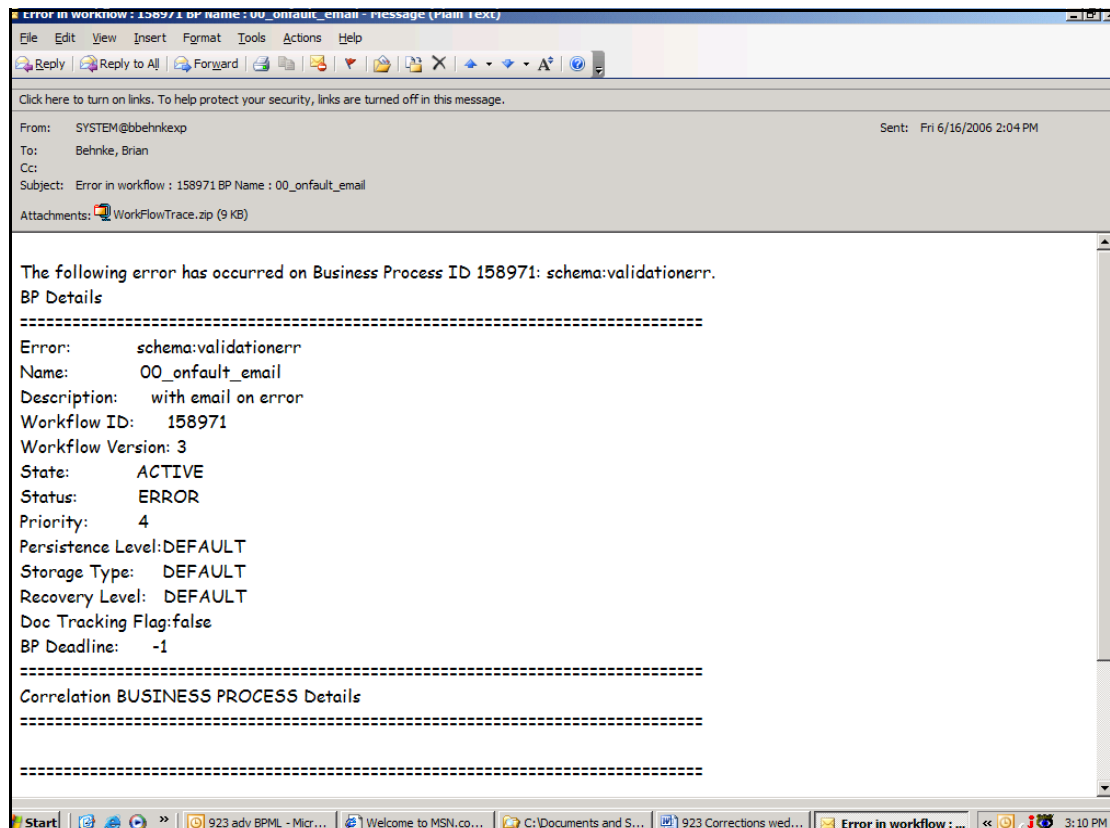 Error in workflow : 158971 BP Name : 00_onfault_email - Message (Plain Text)
File Edit View Insert Format Tools Actions Help
Reply Reply to All Forward
Click here to turn on links. To help protect your security, links are turned off in this message.
From: SYSTEM@bbehnkexp Sent: Fri 6/16/2006 2:04 PM
To: Behnke, Brian
Cc:
Subject: Error in workflow : 158971 BP Name : 00_onfault_email
Attachments: WorkFlowTrace.zip (9 KB)
The following error has occurred on Business Process ID 158971: schema:validationerr.
BP Details
==============================================================================
Error: schema:validationerr
Name: 00_onfault_email
Description: with email on error
Workflow ID: 158971
Workflow Version: 3
State: ACTIVE
Status: ERROR
Priority: 4
Persistence Level:DEFAULT
Storage Type: DEFAULT
Recovery Level: DEFAULT
Doc Tracking Flag:false
BP Deadline: -1
==============================================================================
Correlation BUSINESS PROCESS Details
==============================================================================
==============================================================================
Start » 923 adv BPML - Micr... Welcome to MSN.co... C:\Documents and S... 923 Corrections wed... Error in workflow : ... « 3:10 PM